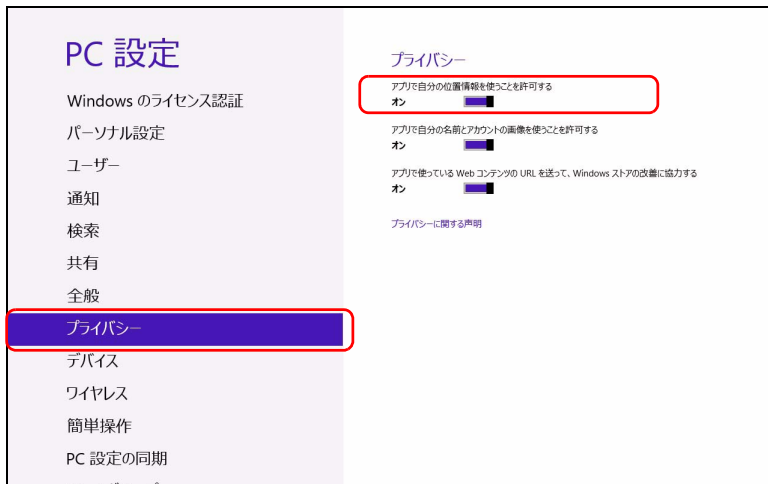 PC 設定
Windows のライセンス認証
パーソナル設定
ユーザー
通知
検索
共有
全般
プライバシー
デバイス
ワイヤレス
簡単操作
PC 設定の同期
プライバシー
アプリで自分の位置情報を使うことを許可する
オン
アプリで自分の名前とアカウントの画像を使うことを許可する
オン
アプリで使っている Web コンテンツの URL を送って、Windows ストアの改善に協力する
オン
プライバシーに関する声明